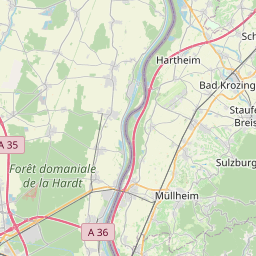 Sch
Hartheim
Bad Krozing
Staufe
Breis
A 35
Sulzburg
Forêt domaniale
de la Hardt
Müllheim
A 36